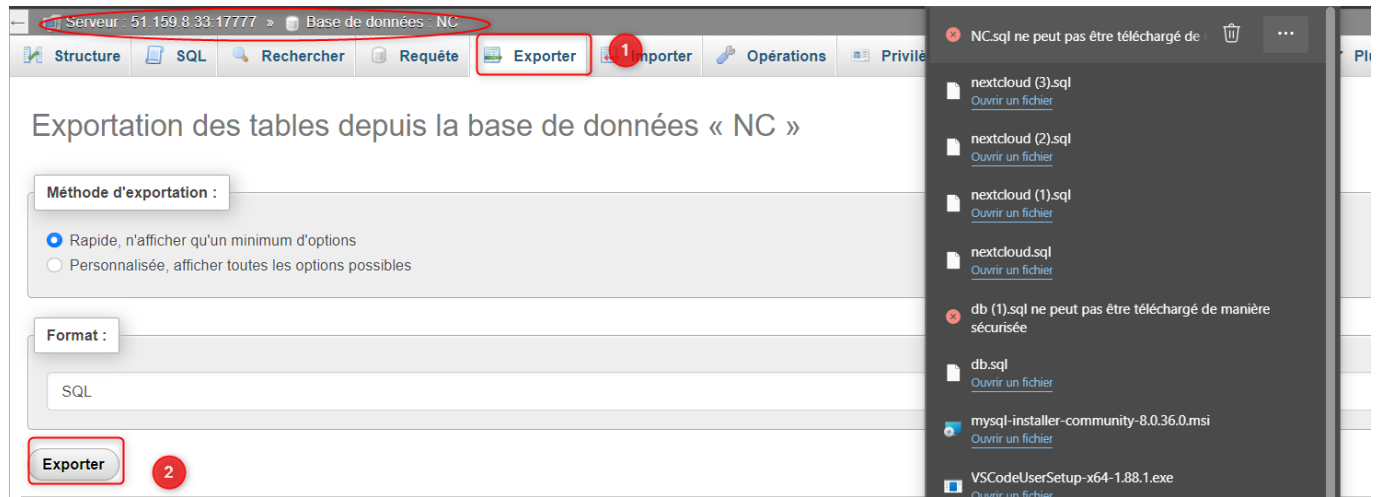 ← Serveur : 51.159.8.33:17777 » Base de données : NC
Structure SQL Rechercher Requête Exporter 1 Importer Opérations
Exportation des tables depuis la base de données « NC »
Méthode d'exportation :
Rapide, n'afficher qu'un minimum d'options
Personnalisée, afficher toutes les options possibles
Format :
SQL
Exporter 2
NC.sql ne peut pas être téléchargé de ...
nextcloud (3).sql
Ouvrir un fichier
nextcloud (2).sql
Ouvrir un fichier
nextcloud (1).sql
Ouvrir un fichier
nextcloud.sql
Ouvrir un fichier
db (1).sql ne peut pas être téléchargé de manière
sécurisée
db.sql
Ouvrir un fichier
mysql-installer-community-8.0.36.0.msi
Ouvrir un fichier
VSCodeUserSetup-x64-1.88.1.exe
Ouvrir un fichier